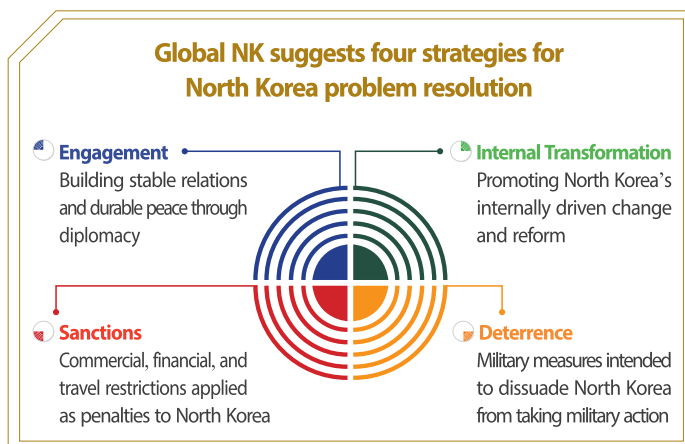 Global NK suggests four strategies for
North Korea problem resolution
Engagement
Building stable relations
and durable peace through
diplomacy
Internal Transformation
Promoting North Korea's
internally driven change
and reform
Sanctions
Commercial, financial, and
travel restrictions applied
as penalties to North Korea
Deterrence
Military measures intended
to dissuade North Korea
from taking military action